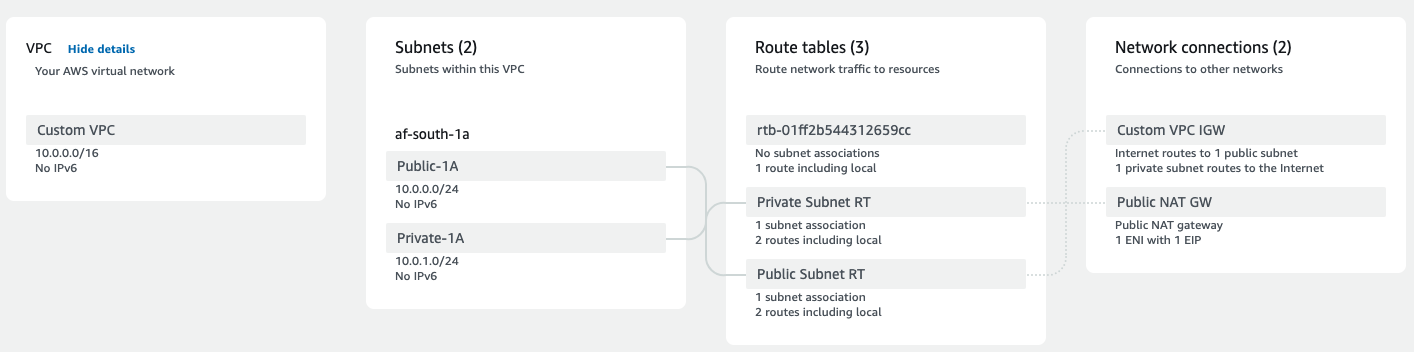 VPC Hide details
Your AWS virtual network
Custom VPC
10.0.0.0/16
No IPv6
Subnets (2)
Subnets within this VPC
af-south-1a
Public-1A
10.0.0.0/24
No IPv6
Private-1A
10.0.1.0/24
No IPv6
Route tables (3)
Route network traffic to resources
rtb-01ff2b544312659cc
No subnet associations
1 route including local
Private Subnet RT
1 subnet association
2 routes including local
Public Subnet RT
1 subnet association
2 routes including local
Network connections (2)
Connections to other networks
Custom VPC IGW
Internet routes to 1 public subnet
1 private subnet routes to the Internet
Public NAT GW
Public NAT gateway
1 ENI with 1 EIP